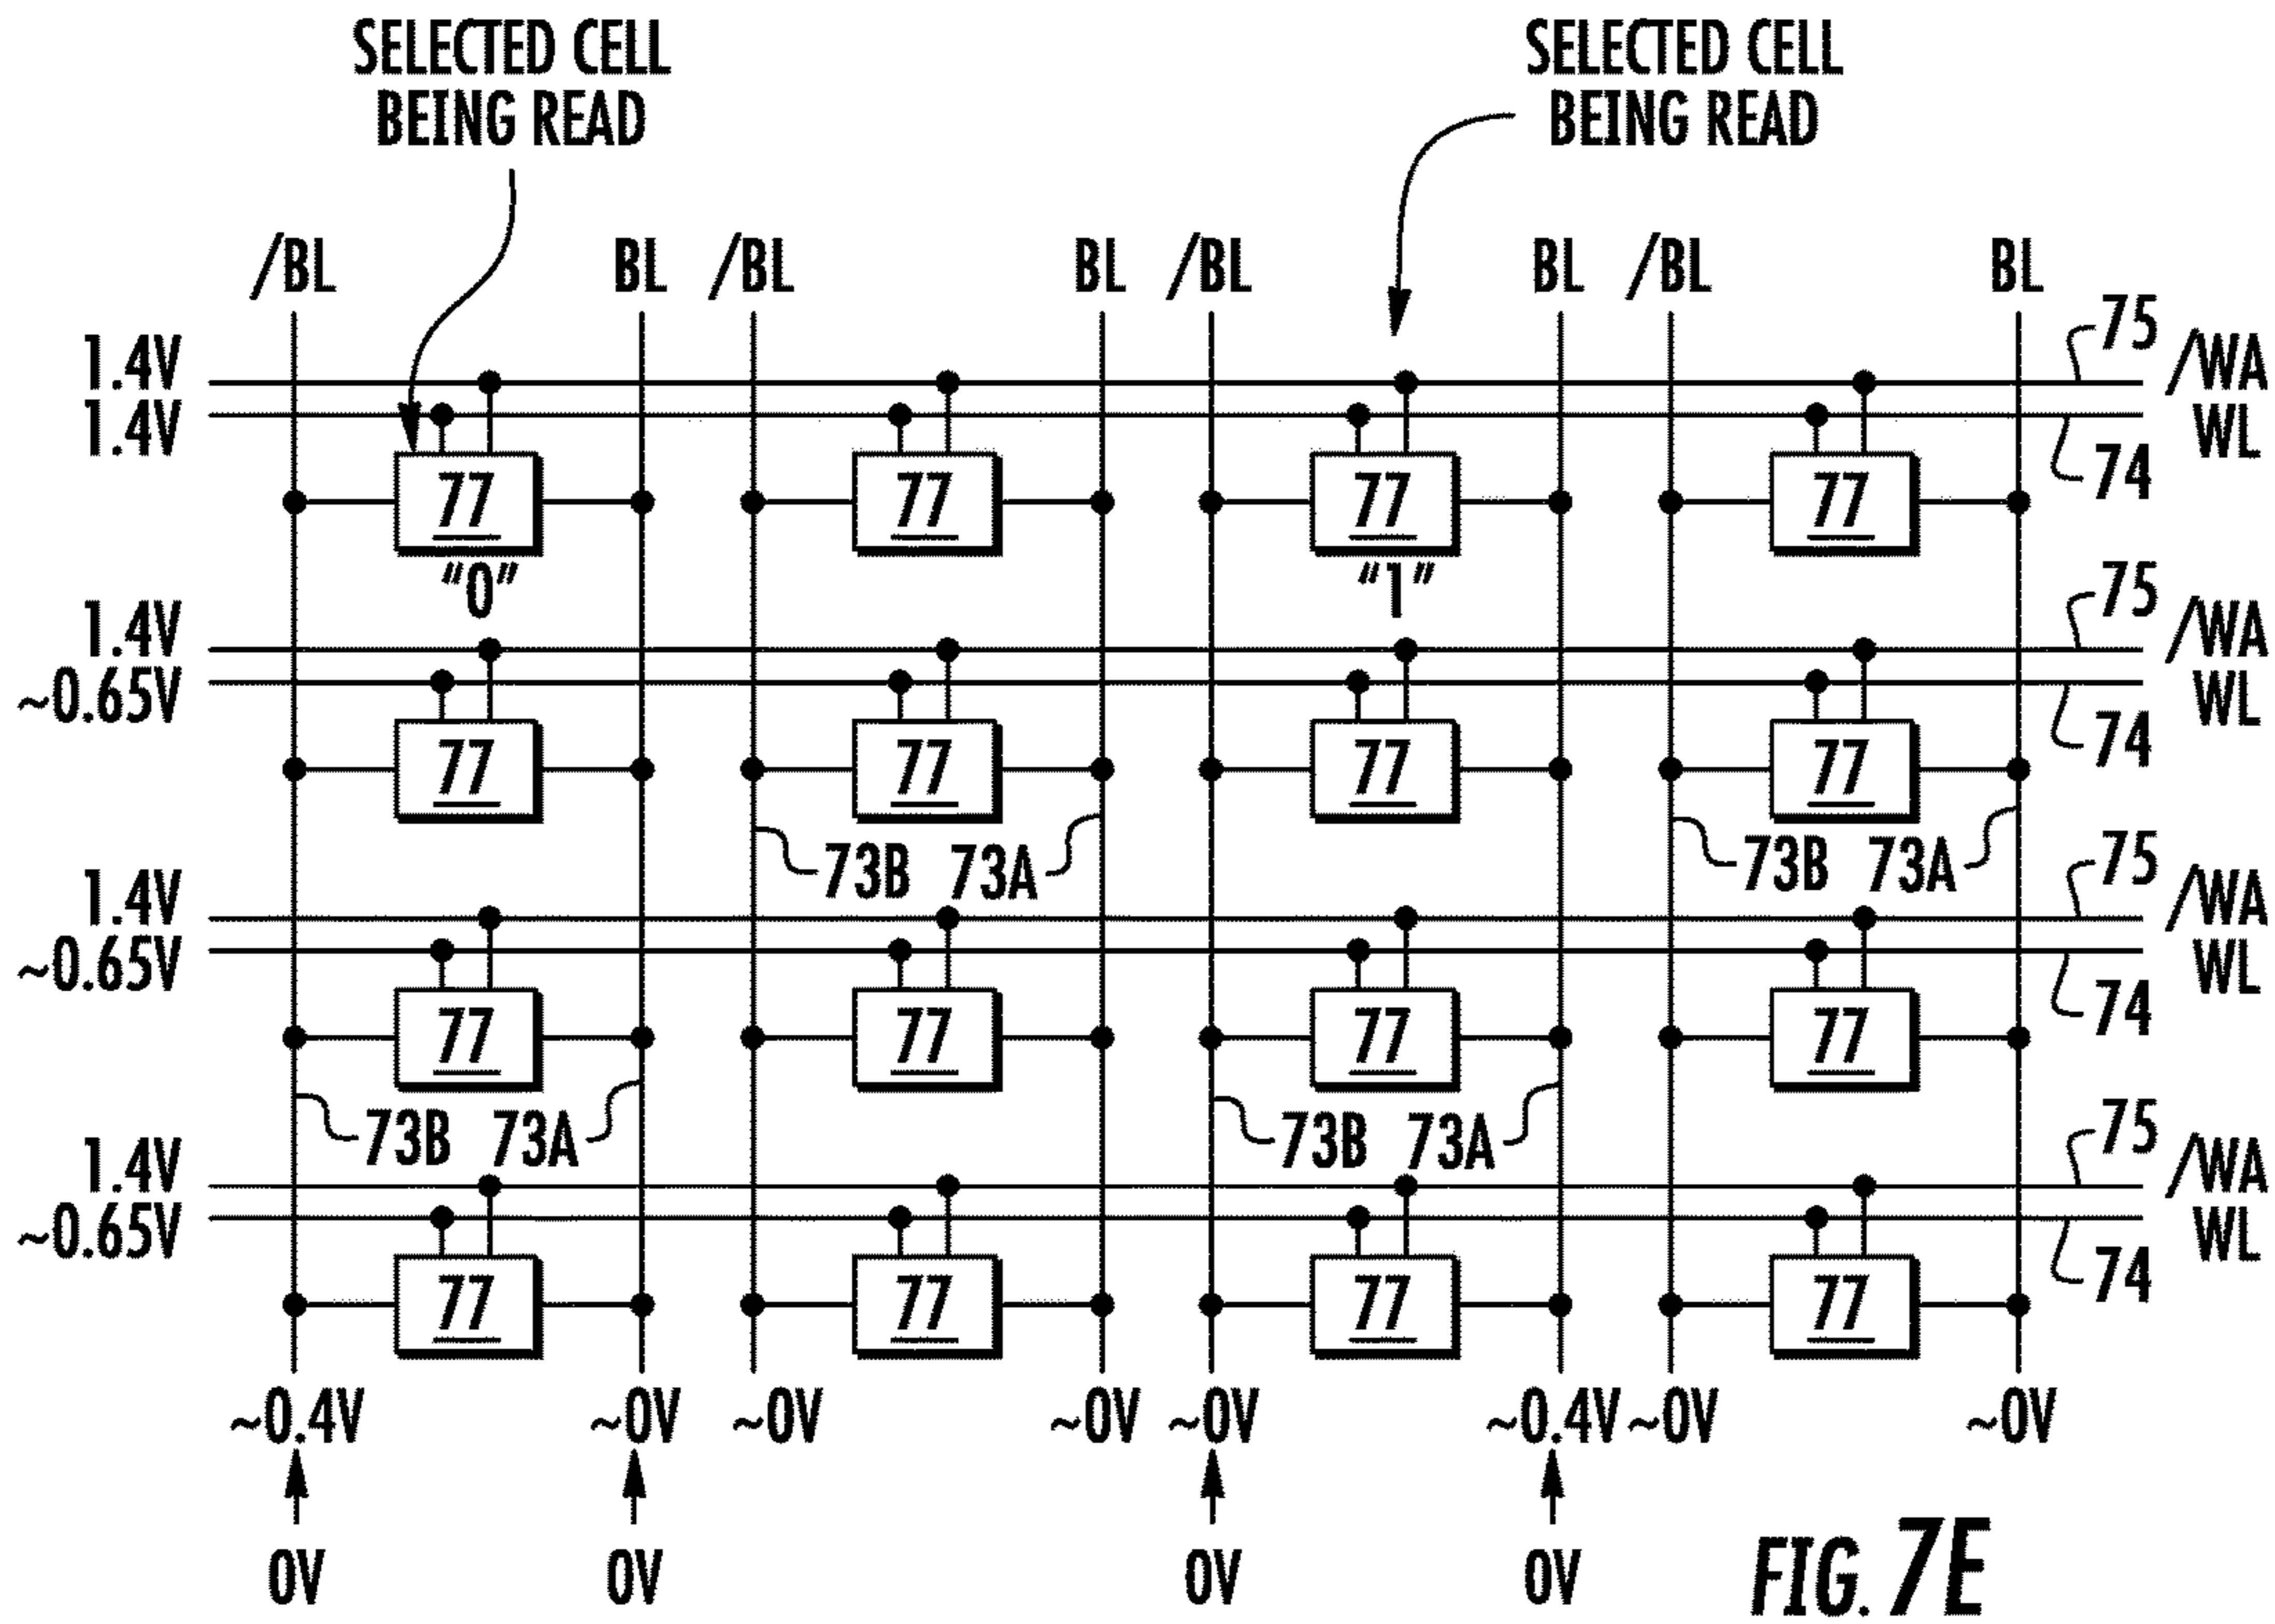 SELECTED CELL
BEING READ
SELECTED CELL
BEING READ
/BL BL /BL BL /BL BL /BL BL
1.4V 75 /WA
1.4V 74 WL
77 77 77 77
"0" "1"
1.4V 75 /WA
~0.65V 74 WL
77 77 77 77
73B 73A 73B 73A
1.4V 75 /WA
~0.65V 74 WL
77 77 77 77
73B 73A 73B 73A
1.4V 75 /WA
~0.65V 74 WL
77 77 77 77
~0.4V ~0V ~0V ~0V ~0V ~0.4V ~0V ~0V
0V 0V 0V 0V
FIG. 7E